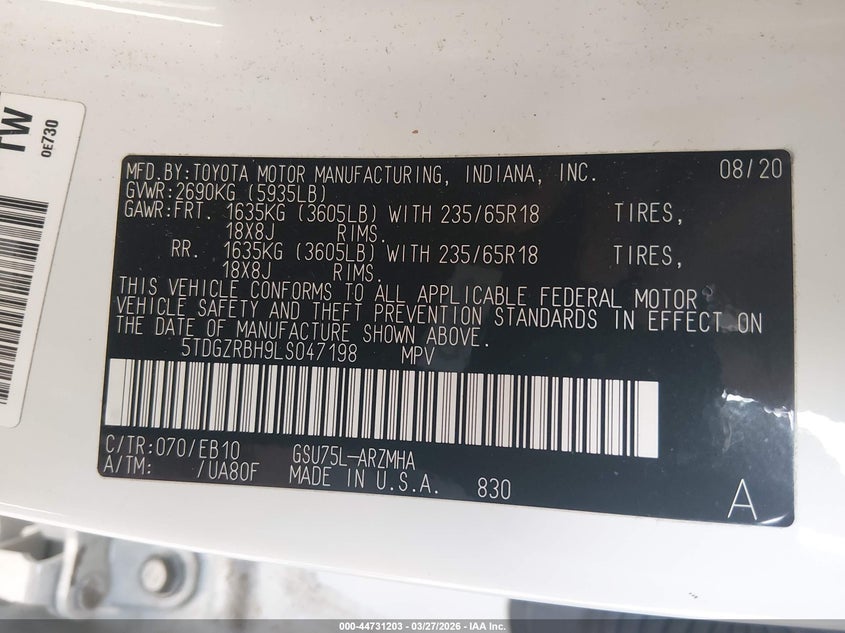 TW
0E730
MFD.BY:TOYOTA MOTOR MANUFACTURING, INDIANA, INC. 08/20
GVWR:2690KG (5935LB)
GAWR:FRT. 1635KG (3605LB) WITH 235/65R18 TIRES,
18X8J RIMS.
RR. 1635KG (3605LB) WITH 235/65R18 TIRES,
18X8J RIMS.
THIS VEHICLE CONFORMS TO ALL APPLICABLE FEDERAL MOTOR
VEHICLE SAFETY AND THEFT PREVENTION STANDARDS IN EFFECT ON
THE DATE OF MANUFACTURE SHOWN ABOVE.
5TDGZRBH9LS047198 MPV
C/TR:070/EB10 GSU75L-ARZMHA
A/TM: /UA80F MADE IN U.S.A. 830
A
000-44731203 | 03/27/2026 | IAA Inc.